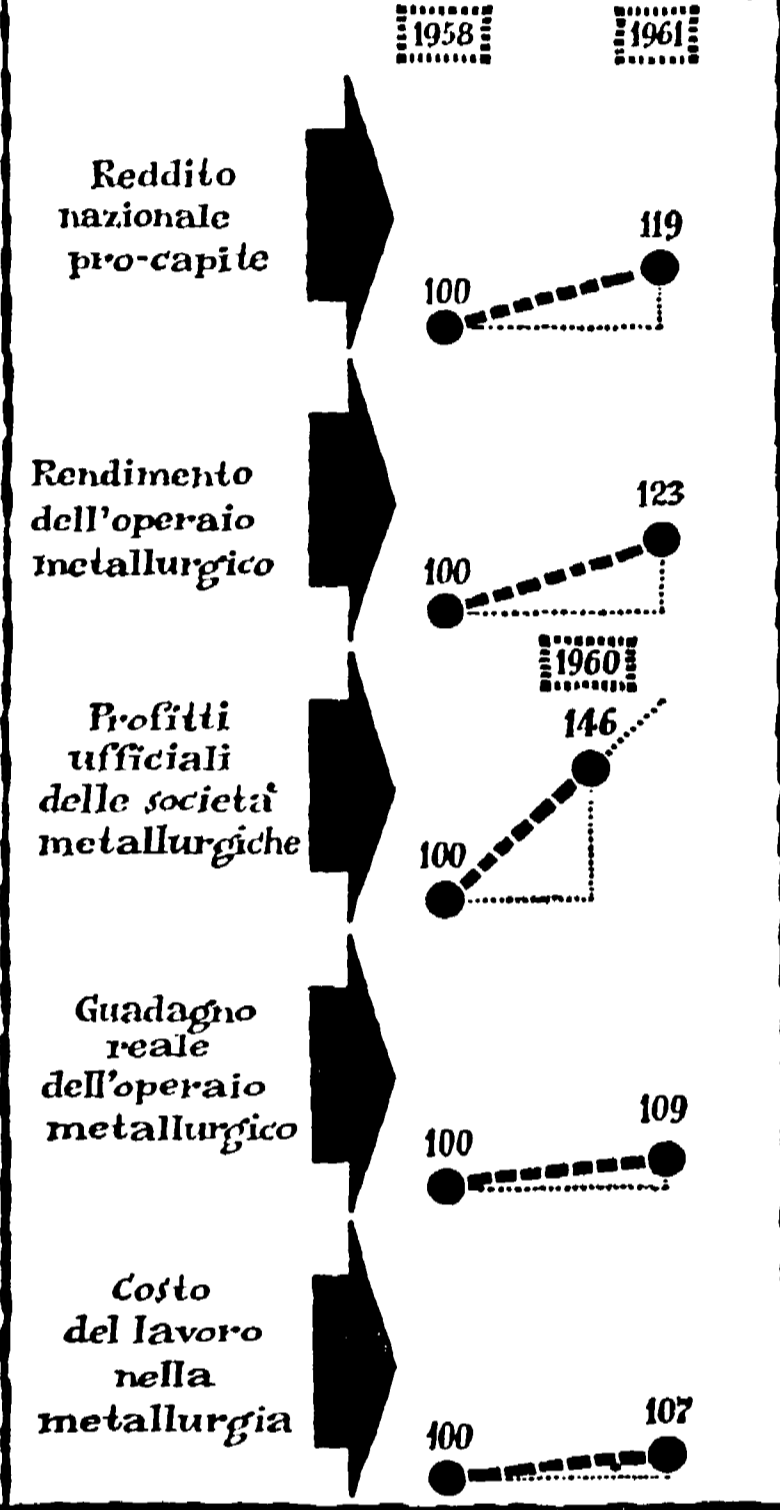 1958 1961
Reddito
nazionale
pro-capite
100 119
Rendimento
dell'operaio
metallurgico
100 123
1960
Profitti
ufficiali
delle società
metallurgiche
100 146
Guadagno
reale
dell'operaio
metallurgico
100 109
Costo
del lavoro
nella
metallurgia
100 107